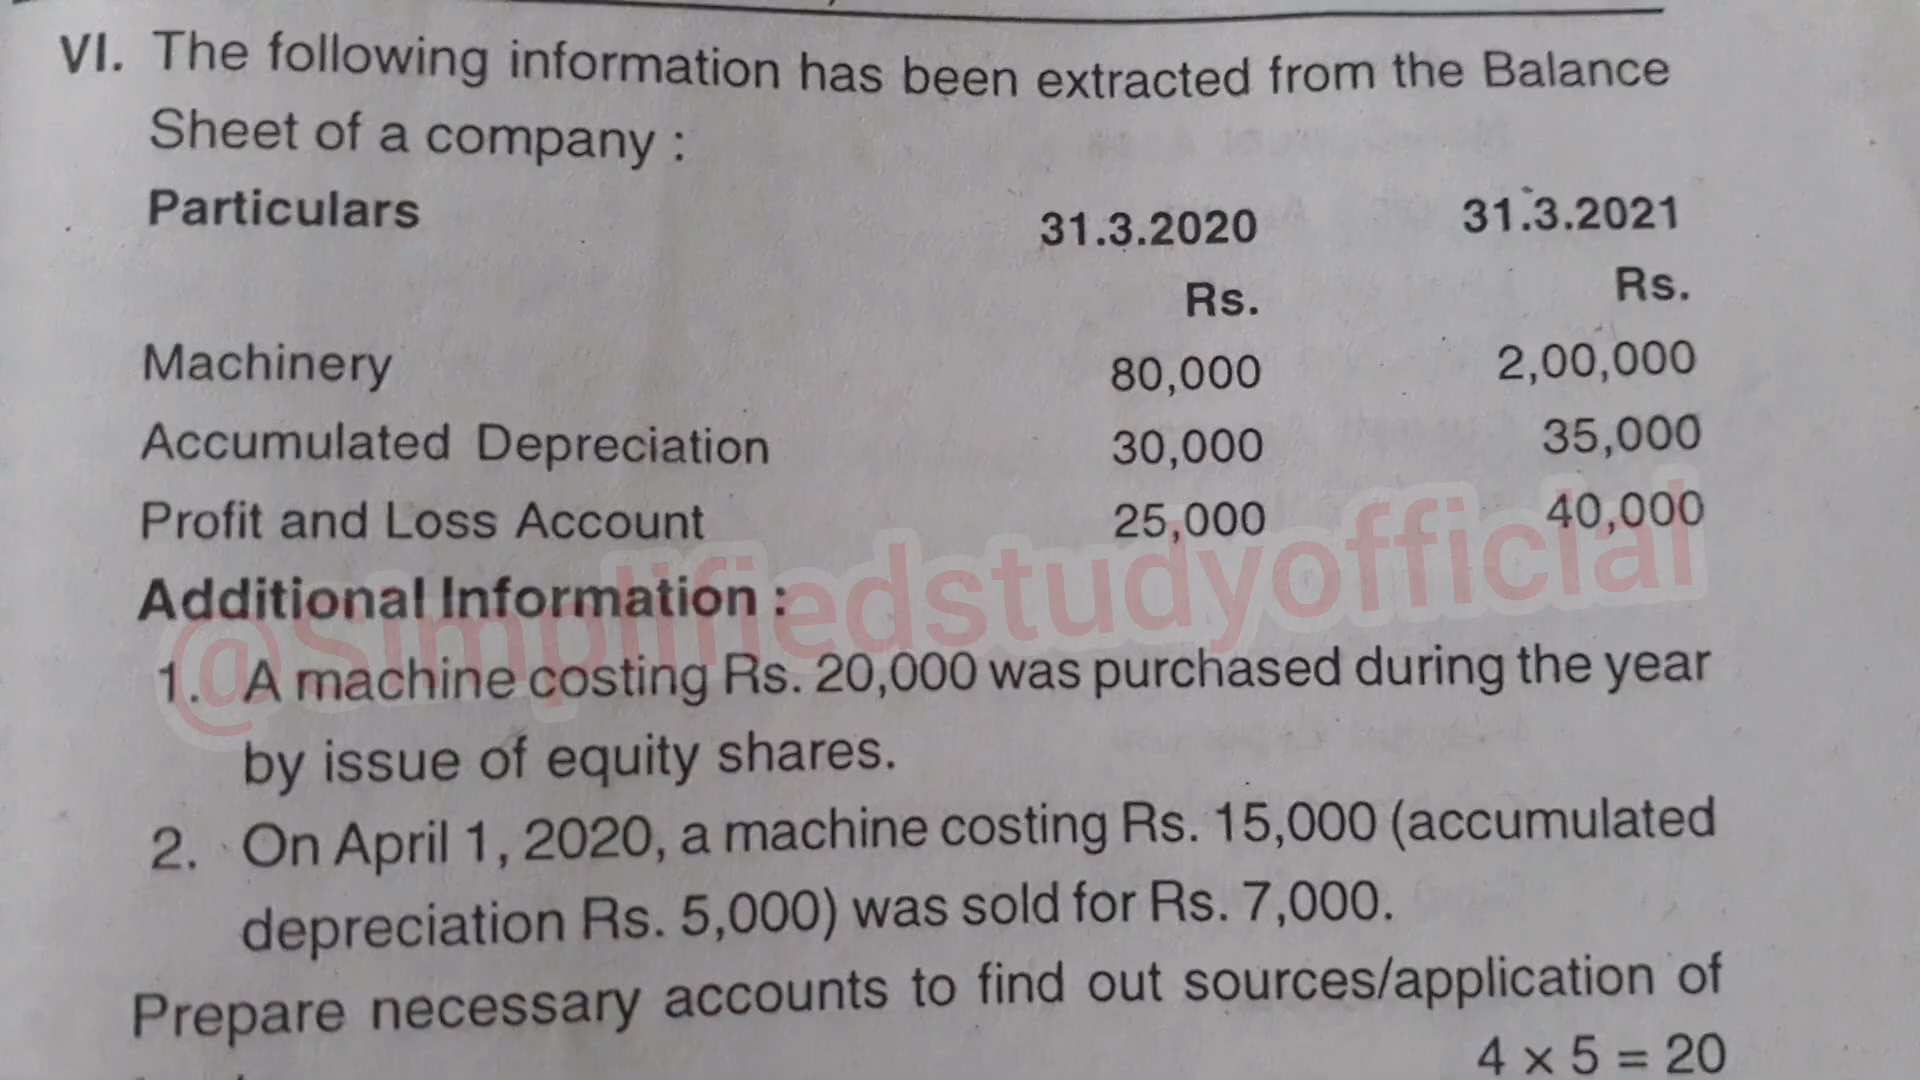 VI. The following information has been extracted from the Balance
Sheet of a company :
Particulars 31.3.2020 31.3.2021
Rs. Rs.
Machinery 80,000 2,00,000
Accumulated Depreciation 30,000 35,000
Profit and Loss Account 25,000 40,000
Additional Information :
@Simplifiedstudyofficial
1. A machine costing Rs. 20,000 was purchased during the year
by issue of equity shares.
2. On April 1, 2020, a machine costing Rs. 15,000 (accumulated
depreciation Rs. 5,000) was sold for Rs. 7,000.
Prepare necessary accounts to find out sources/application of
4 x 5 = 20